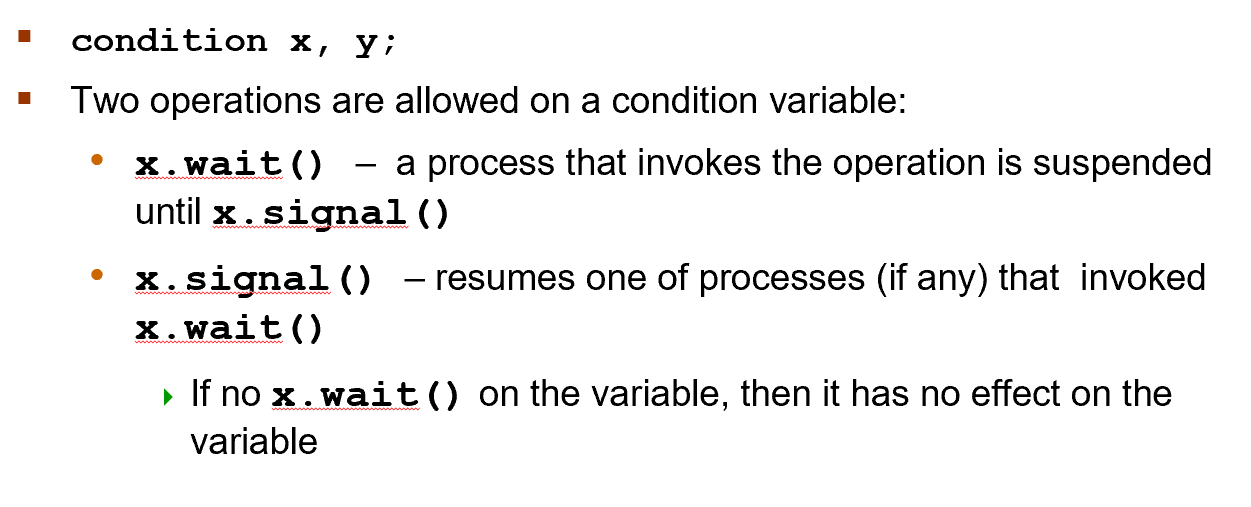 condition x, y;
Two operations are allowed on a condition variable:
x.wait() – a process that invokes the operation is suspended
until x.signal()
x.signal() – resumes one of processes (if any) that invoked
x.wait()
If no x.wait() on the variable, then it has no effect on the
variable